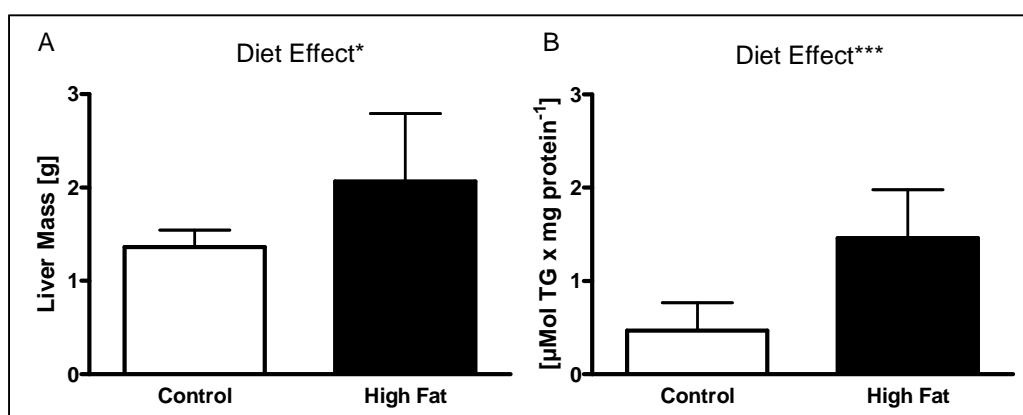 A
Diet Effect*
3
2
1
0
Liver Mass [g]
Control
High Fat
B
Diet Effect***
3
2
1
0
[µMol TG x mg protein⁻¹]
Control
High Fat